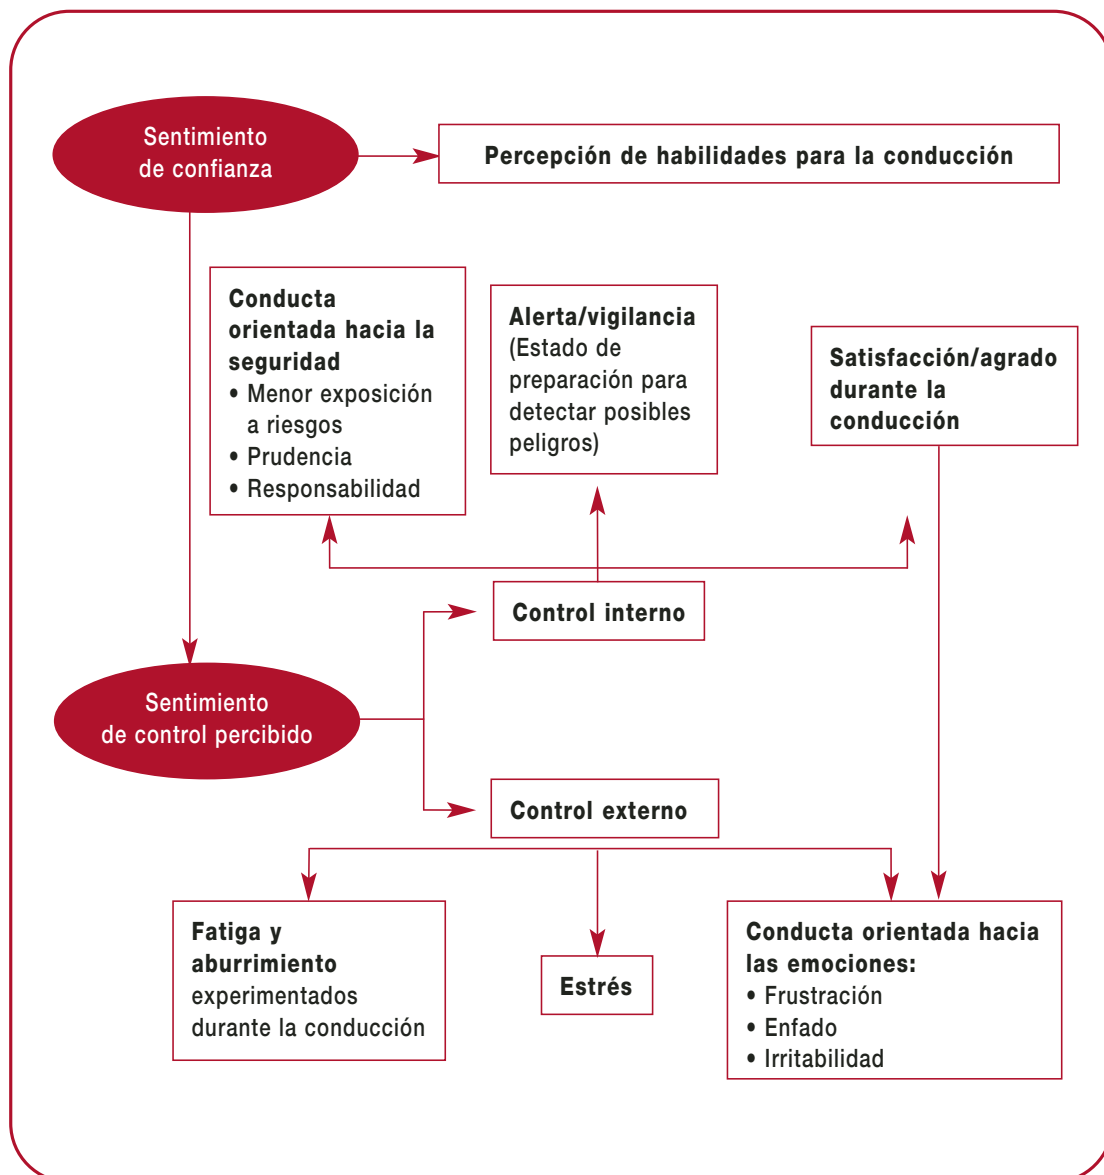 Sentimiento
de confianza
Percepción de habilidades para la conducción
Conducta
orientada hacia la
seguridad
• Menor exposición
a riesgos
• Prudencia
• Responsabilidad
Alerta/vigilancia
(Estado de
preparación para
detectar posibles
peligros)
Satisfacción/agrado
durante la
conducción
Control interno
Sentimiento
de control percibido
Control externo
Fatiga y
aburrimiento
experimentados
durante la conducción
Estrés
Conducta orientada hacia
las emociones:
• Frustración
• Enfado
• Irritabilidad